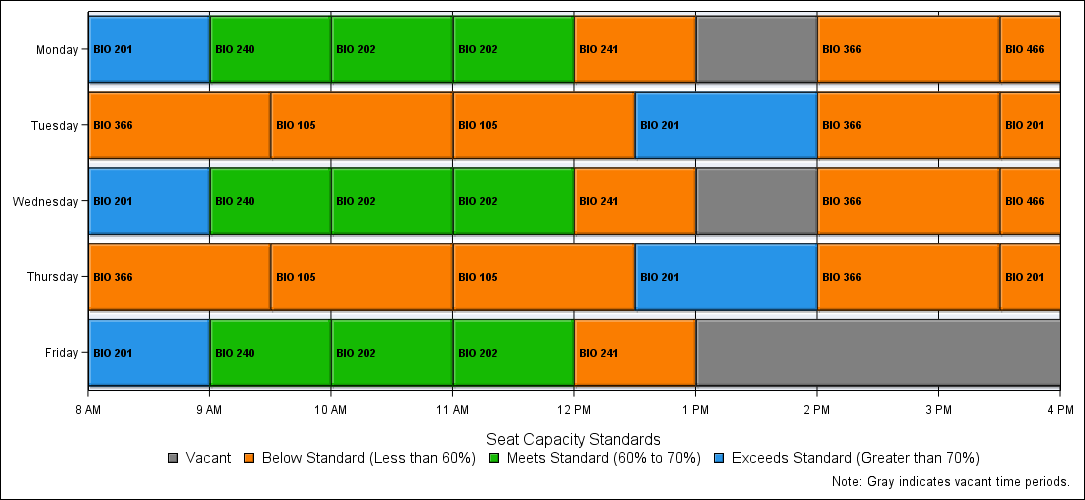 Monday BIO 201 BIO 240 BIO 202 BIO 202 BIO 241 BIO 366 BIO 466
Tuesday BIO 366 BIO 105 BIO 105 BIO 201 BIO 366 BIO 201
Wednesday BIO 201 BIO 240 BIO 202 BIO 202 BIO 241 BIO 366 BIO 466
Thursday BIO 366 BIO 105 BIO 105 BIO 201 BIO 366 BIO 201
Friday BIO 201 BIO 240 BIO 202 BIO 202 BIO 241
8 AM 9 AM 10 AM 11 AM 12 PM 1 PM 2 PM 3 PM 4 PM
Seat Capacity Standards
Vacant Below Standard (Less than 60%) Meets Standard (60% to 70%) Exceeds Standard (Greater than 70%)
Note: Gray indicates vacant time periods.